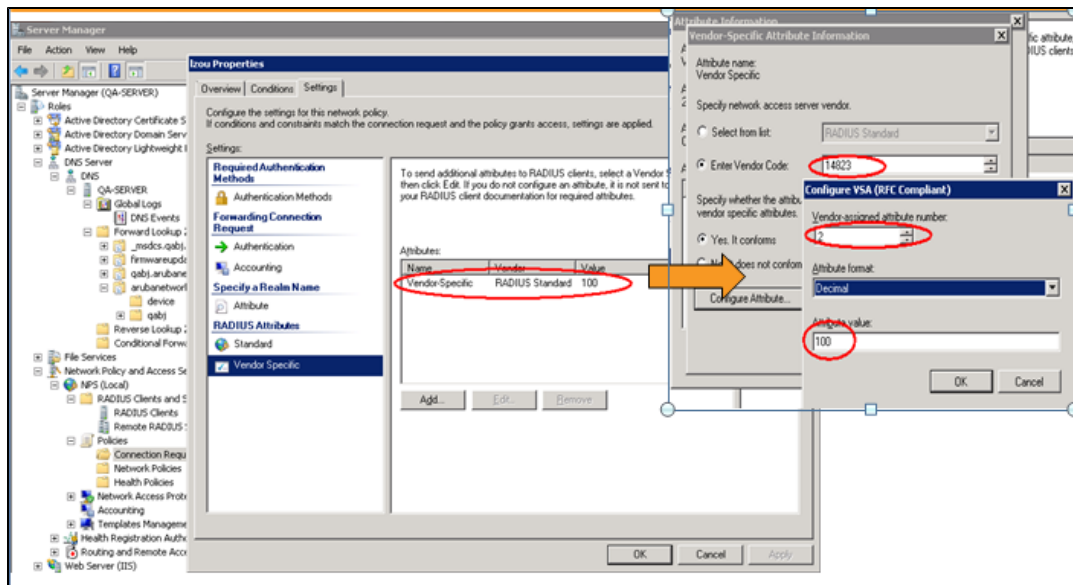 Server Manager
File Action View Help
Server Manager (QA-SERVER)
Roles
Active Directory Certificate S
Active Directory Domain Serv
Active Directory Lightweight
DNS Server
DNS
QA-SERVER
Global Logs
DNS Events
Forward Lookup
_msdcs.qabj.
firmwareupda
qabj.arubane
arubanetwork
device
qabj
Reverse Lookup
Conditional Forw
File Services
Network Policy and Access Se
NPS (Local)
RADIUS Clients and S
RADIUS Clients
Remote RADIUS
Policies
Connection Requ
Network Policies
Health Policies
Network Access Prot
Accounting
Templates Manageme
Health Registration Autho
Routing and Remote Acc
Web Server (IIS)
Izou Properties
Overview Conditions Settings
Configure the settings for this network policy.
If conditions and constraints match the connection request and the policy grants access, settings are applied.
Settings:
Required Authentication
Methods
Authentication Methods
Forwarding Connection
Request
Authentication
Accounting
Specify a Realm Name
Attribute
RADIUS Attributes
Standard
Vendor Specific
To send additional attributes to RADIUS clients, select a Vendor S
then click Edit. If you do not configure an attribute, it is not sent to
your RADIUS client documentation for required attributes.
Attributes:
Name Vendor Value
Vendor-Specific RADIUS Standard 100
Add... Edit... Remove
OK Cancel Apply
Attribute Information
Vendor-Specific Attribute Information
Attribute name:
Vendor Specific
Specify network access server vendor.
Select from list: RADIUS Standard
Enter Vendor Code: 14823
Specify whether the attribu
vendor specific attributes.
Yes. It conforms
No. It does not conform
Configure Attribute...
fic attribute,
DIUS clients
Configure VSA (RFC Compliant)
Vendor-assigned attribute number:
2
Attribute format:
Decimal
Attribute value:
100
OK Cancel